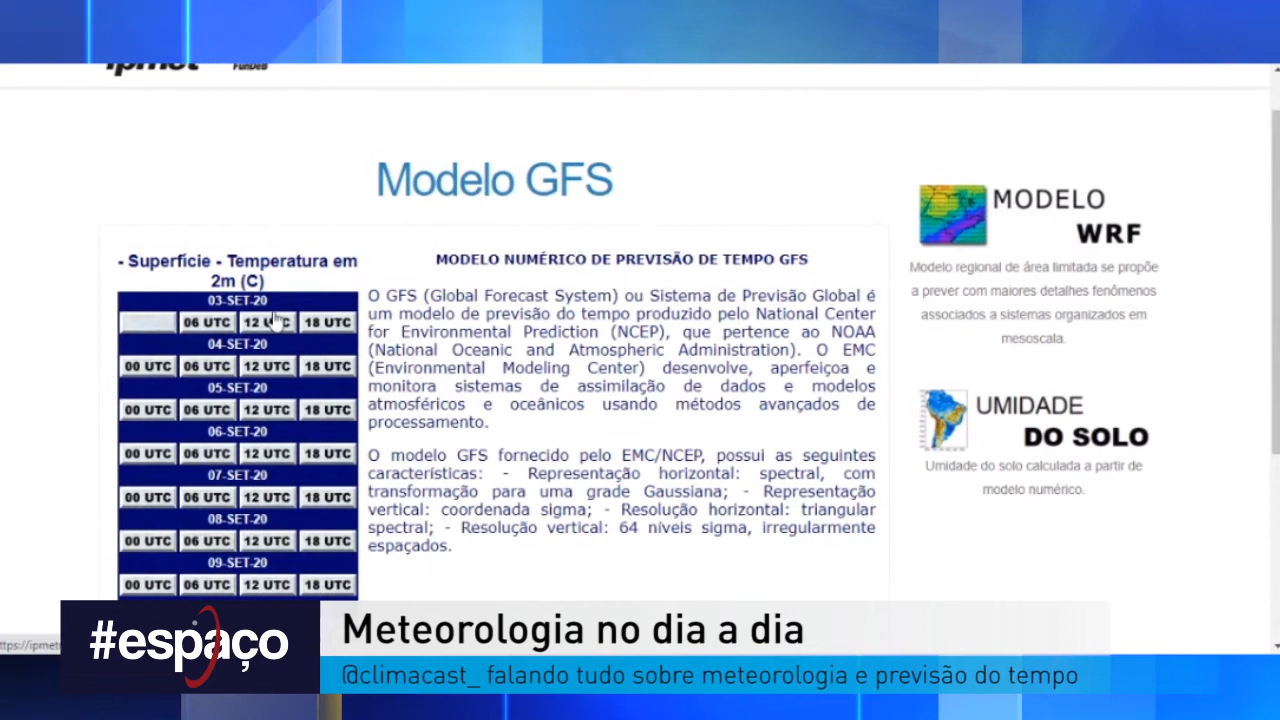 ipmet
FunDeB
Modelo GFS
- Superfície - Temperatura em
2m (C)
03-SET-20
06 UTC 12 UTC 18 UTC
04-SET-20
00 UTC 06 UTC 12 UTC 18 UTC
05-SET-20
00 UTC 06 UTC 12 UTC 18 UTC
06-SET-20
00 UTC 06 UTC 12 UTC 18 UTC
07-SET-20
00 UTC 06 UTC 12 UTC 18 UTC
08-SET-20
00 UTC 06 UTC 12 UTC 18 UTC
09-SET-20
00 UTC 06 UTC 12 UTC 18 UTC
MODELO NUMÉRICO DE PREVISÃO DE TEMPO GFS
O GFS (Global Forecast System) ou Sistema de Previsão Global é
um modelo de previsão do tempo produzido pelo National Center
for Environmental Prediction (NCEP), que pertence ao NOAA
(National Oceanic and Atmospheric Administration). O EMC
(Environmental Modeling Center) desenvolve, aperfeiçoa e
monitora sistemas de assimilação de dados e modelos
atmosféricos e oceânicos usando métodos avançados de
processamento.
O modelo GFS fornecido pelo EMC/NCEP, possui as seguintes
características: - Representação horizontal: spectral, com
transformação para uma grade Gaussiana; - Representação
vertical: coordenada sigma; - Resolução horizontal: triangular
spectral; - Resolução vertical: 64 níveis sigma, irregularmente
espaçados.
MODELO
WRF
Modelo regional de área limitada se propõe
a prever com maiores detalhes fenômenos
associados a sistemas organizados em
mesoscala.
UMIDADE
DO SOLO
Umidade do solo calculada a partir de
modelo numérico.
ttps://ipmet
#espaço
Meteorologia no dia a dia
@climacast_ falando tudo sobre meteorologia e previsão do tempo